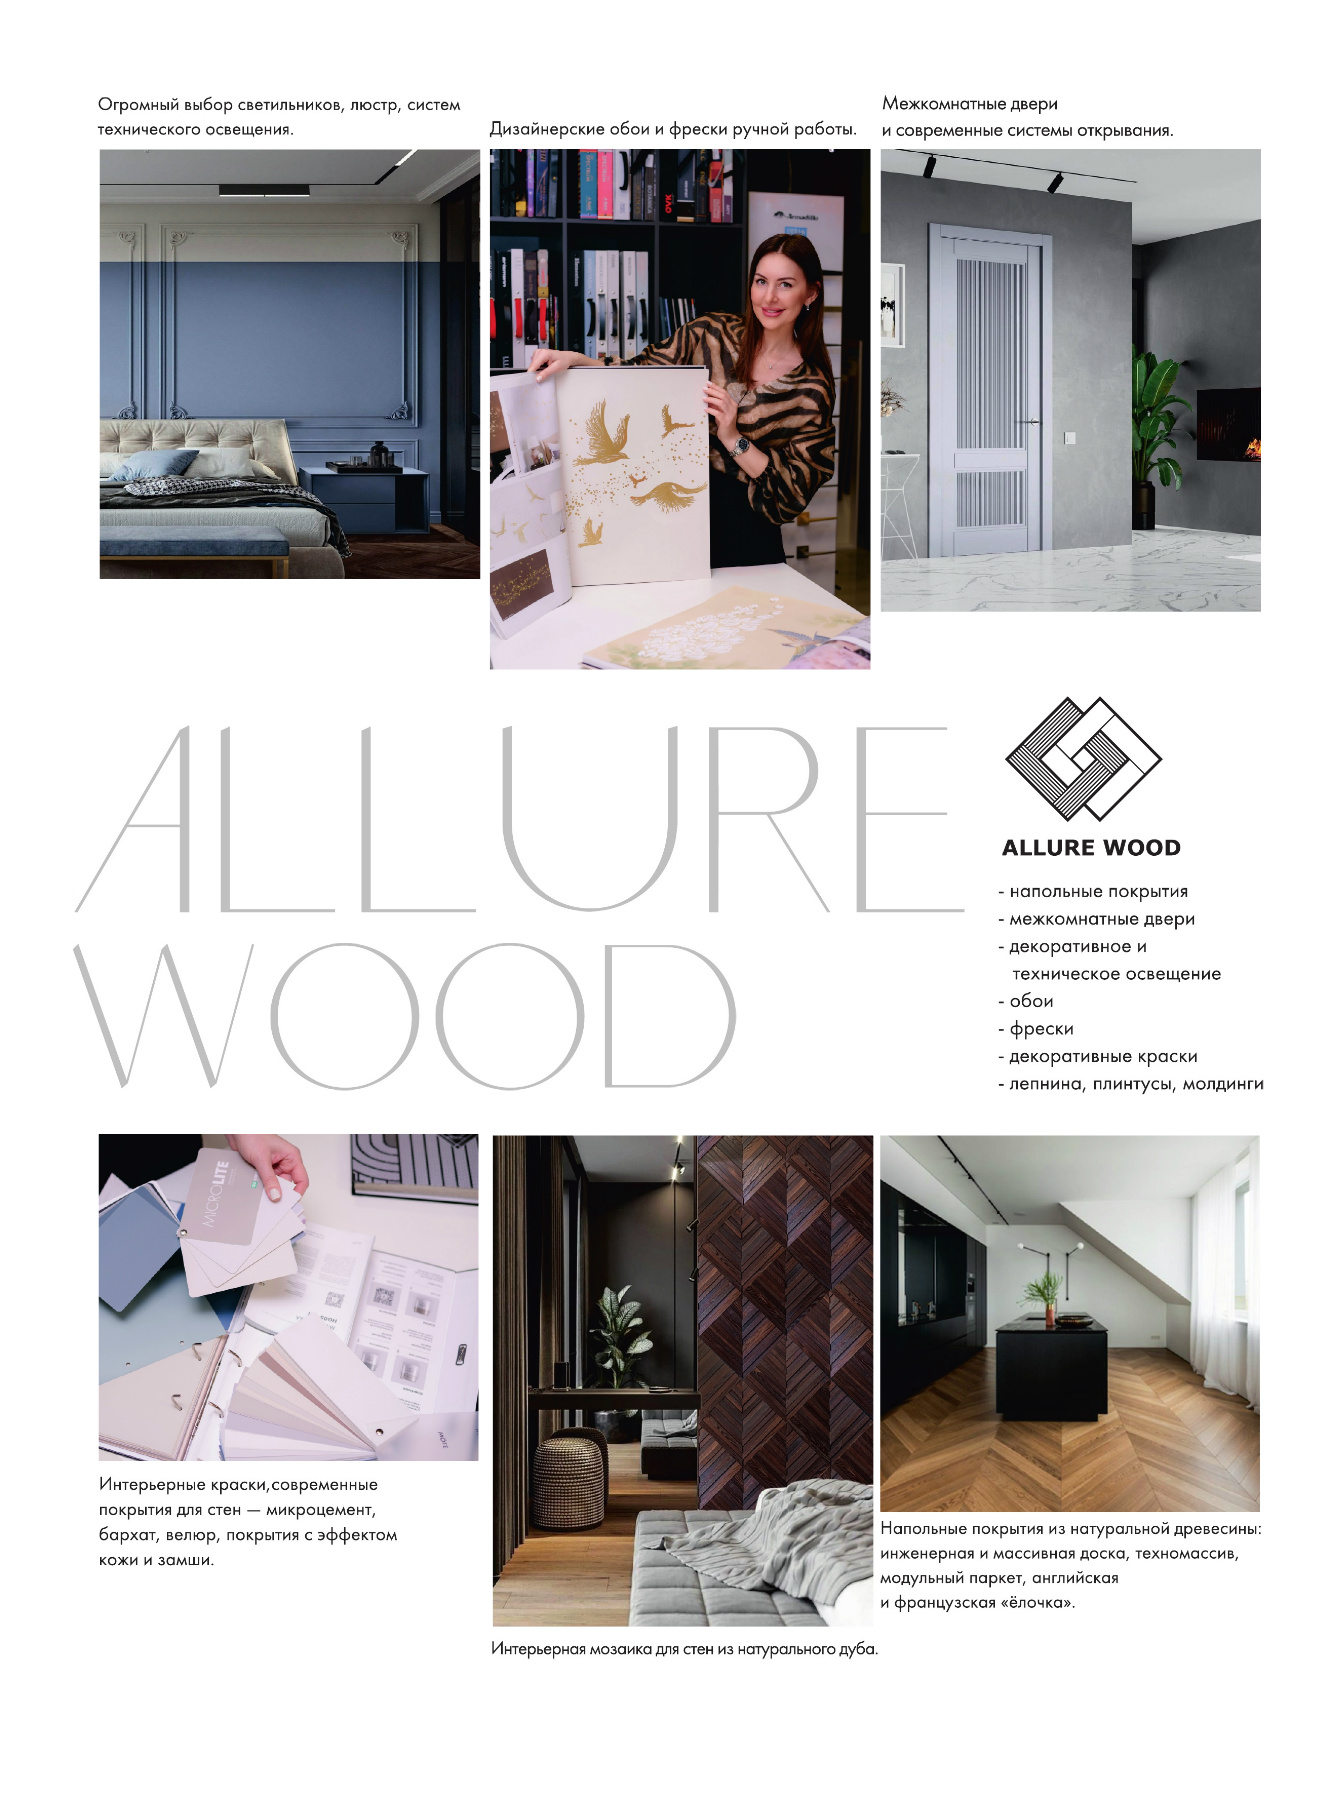 Огромный выбор светильников, люстр, систем
технического освещения.
Дизайнерские обои и фрески ручной работы.
Межкомнатные двери
и современные системы открывания.
OVK
ALLURE
WOOD
ALLURE WOOD
- напольные покрытия
- межкомнатные двери
- декоративное и
техническое освещение
- обои
- фрески
- декоративные краски
- лепнина, плинтусы, молдинги
MICROLITE
Интерьерные краски,современные
покрытия для стен — микроцемент,
бархат, велюр, покрытия с эффектом
кожи и замши.
Интерьерная мозаика для стен из натурального дуба.
Напольные покрытия из натуральной древесины:
инженерная и массивная доска, техномассив,
модульный паркет, английская
и французская «ёлочка».